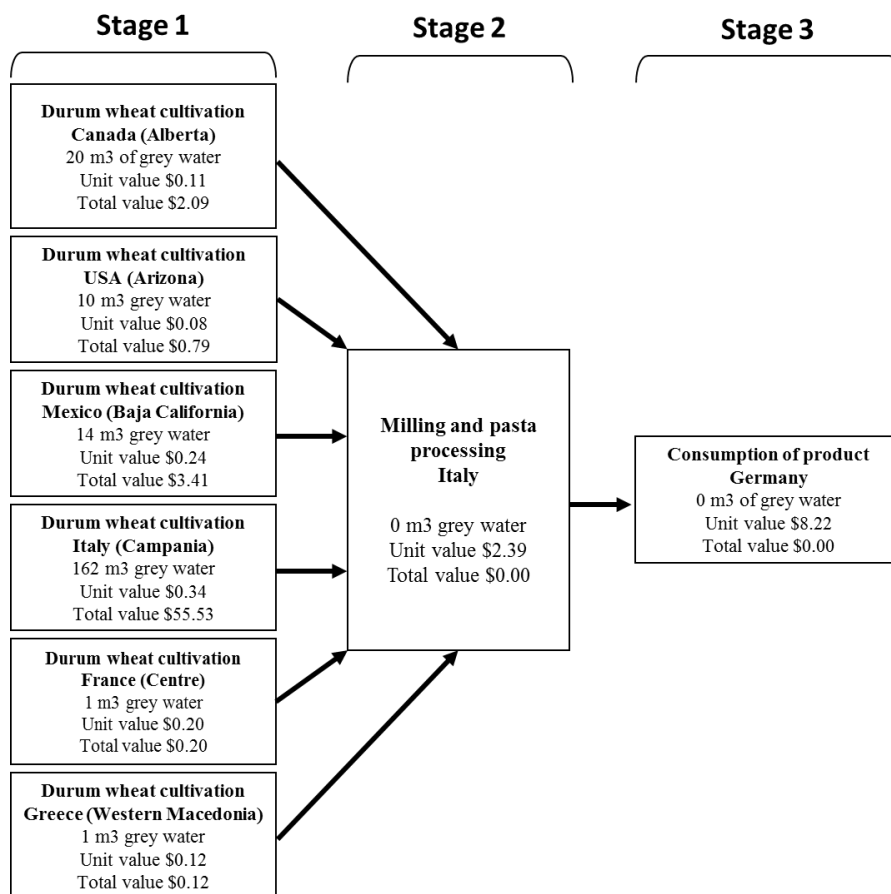 Stage 1
Stage 2
Stage 3
Durum wheat cultivation
Canada (Alberta)
20 m3 of grey water
Unit value $0.11
Total value $2.09
Durum wheat cultivation
USA (Arizona)
10 m3 grey water
Unit value $0.08
Total value $0.79
Durum wheat cultivation
Mexico (Baja California)
14 m3 grey water
Unit value $0.24
Total value $3.41
Durum wheat cultivation
Italy (Campania)
162 m3 grey water
Unit value $0.34
Total value $55.53
Durum wheat cultivation
France (Centre)
1 m3 grey water
Unit value $0.20
Total value $0.20
Durum wheat cultivation
Greece (Western Macedonia)
1 m3 grey water
Unit value $0.12
Total value $0.12
Milling and pasta
processing
Italy
0 m3 grey water
Unit value $2.39
Total value $0.00
Consumption of product
Germany
0 m3 of grey water
Unit value $8.22
Total value $0.00